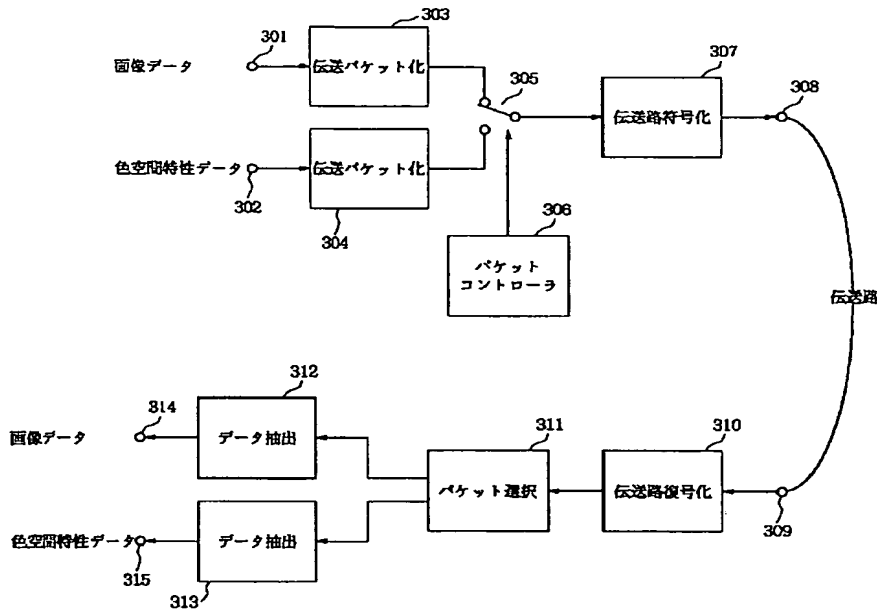 303
301
画像データ
伝送パケット化
305
307
308
伝送路符号化
色空間特性データ
伝送パケット化
302
304
306
パケット
コントローラ
伝送路
312
314
画像データ
データ抽出
311
310
パケット選択
伝送路復号化
309
色空間特性データ
データ抽出
315
313